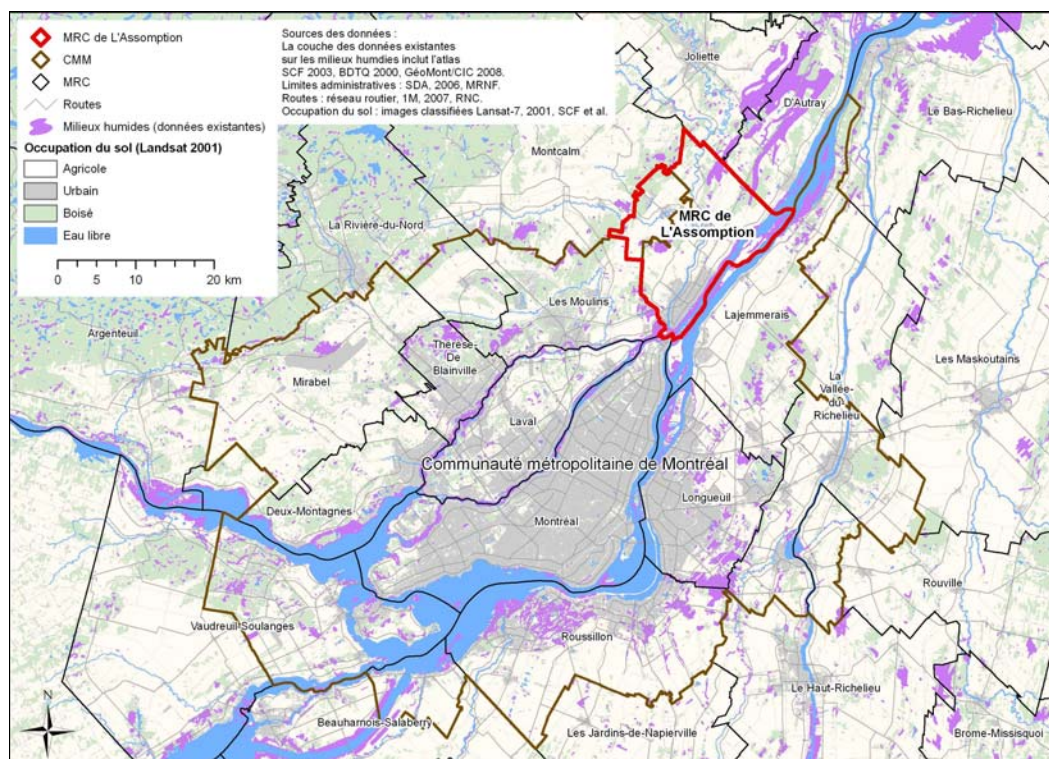 MRC de L'Assomption
CMM
MRC
Routes
Milieux humides (données existantes)
Occupation du sol (Landsat 2001)
Agricole
Urbain
Boisé
Eau libre
0 5 10 20 km
Sources des données :
La couche des données existantes
sur les milieux humdies inclut l'atlas
SCF 2003, BDTQ 2000, GéoMont/CIC 2008.
Limites administratives : SDA, 2006, MRNF.
Routes : réseau routier, 1M, 2007, RNC.
Occupation du sol : images classifiées Lansat-7, 2001, SCF et al.
Joliette
D'Autray
Le Bas-Richelieu
Montcalm
La Rivière-du-Nord
MRC de
L'Assomption
Les Moulins
Lajemmerais
Argenteuil
Thérèse-
De
Blainville
Mirabel
Les Maskoutains
La
Vallée-
du-
Richelieu
Laval
Communauté métropolitaine de Montréal
Longueuil
Deux-Montagnes
Montréal
Rouville
Vaudreuil-Soulanges
Roussillon
Le Haut-Richelieu
N
Beauharnois-Salaberry
Les Jardins-de-Napierville
Brome-Missisquoi